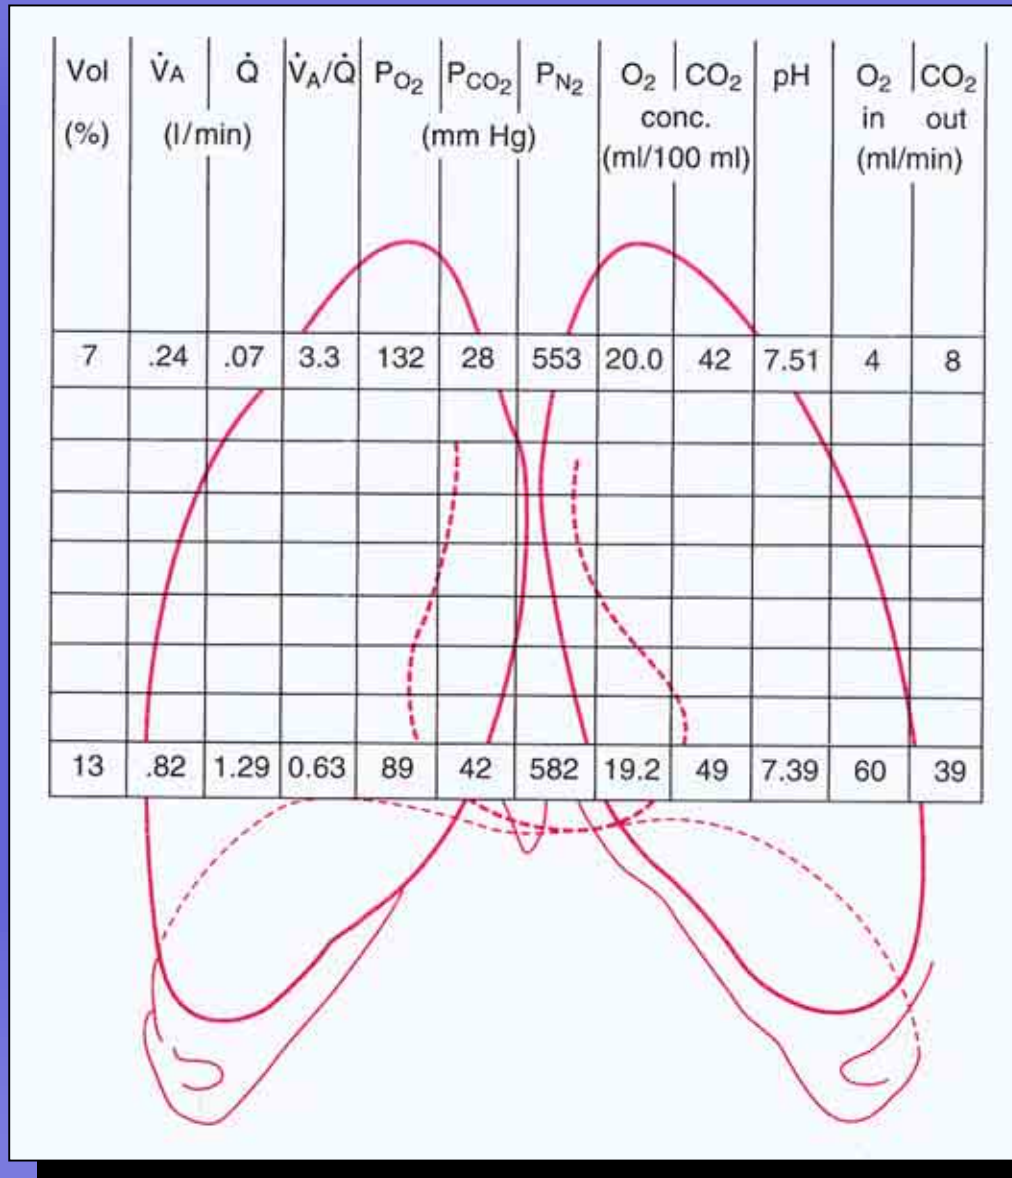 Vol V̇A Q̇ V̇A/Q̇ PO₂ PCO₂ PN₂ O₂ CO₂ pH O₂ CO₂
(%) (l/min) (mm Hg) conc. in out
(ml/100 ml) (ml/min)
7 .24 .07 3.3 132 28 553 20.0 42 7.51 4 8
13 .82 1.29 0.63 89 42 582 19.2 49 7.39 60 39